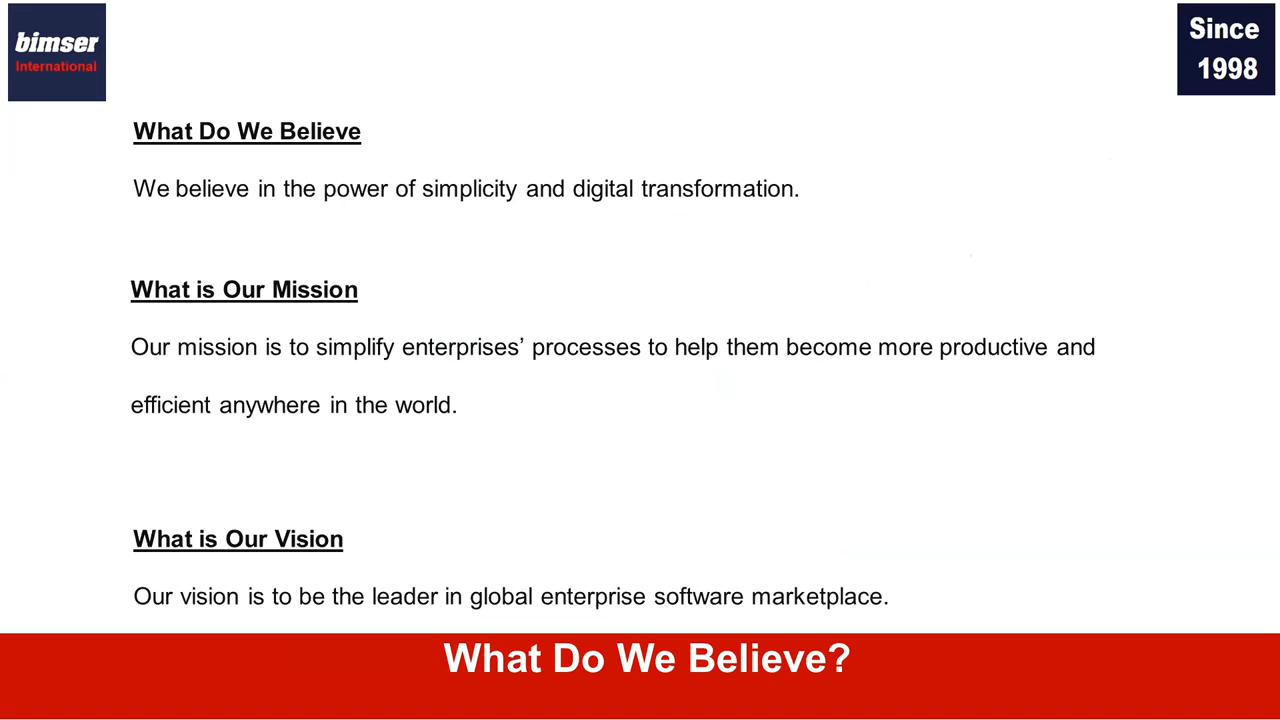 bimser
International
Since
1998
What Do We Believe
We believe in the power of simplicity and digital transformation.
What is Our Mission
Our mission is to simplify enterprises’ processes to help them become more productive and
efficient anywhere in the world.
What is Our Vision
Our vision is to be the leader in global enterprise software marketplace.
What Do We Believe?